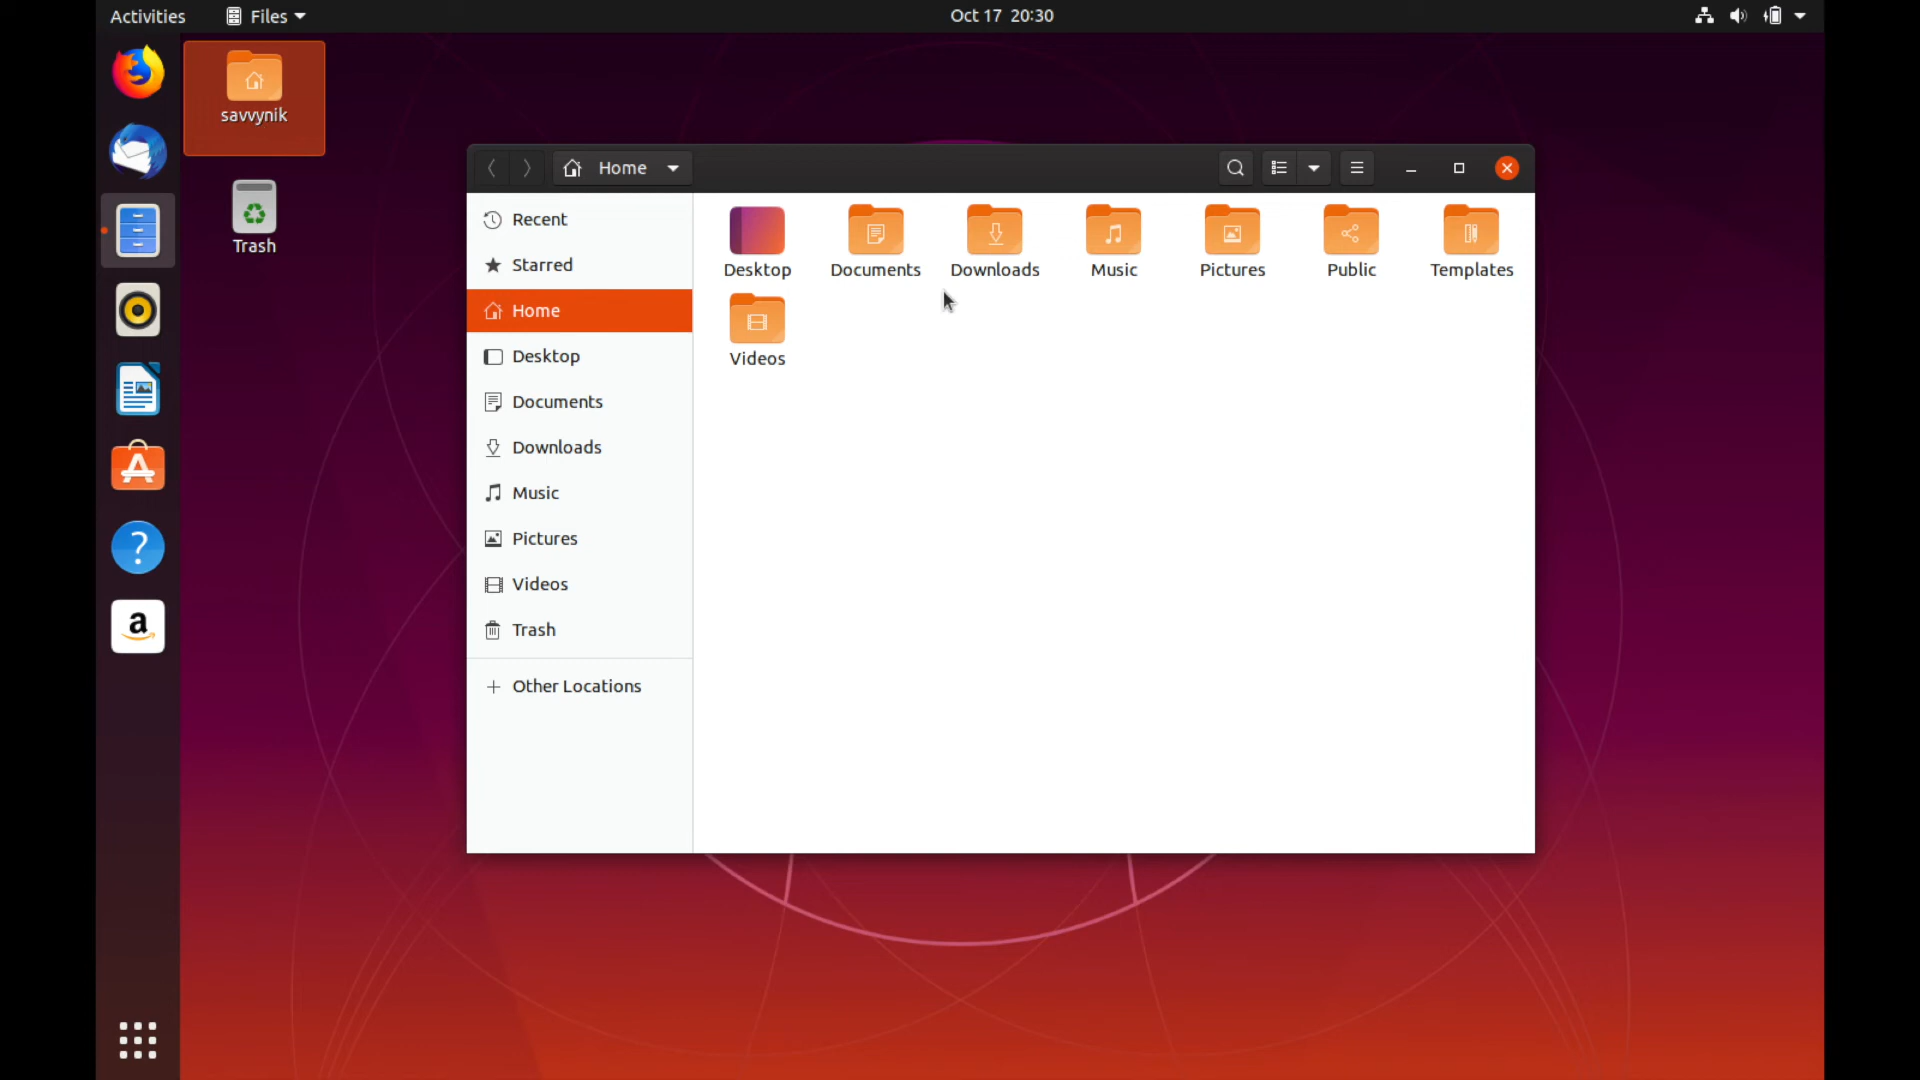 Activities
Files
Oct 17 20:30
savvynik
Trash
Home
Recent
Starred
Home
Desktop
Documents
Downloads
Music
Pictures
Videos
Trash
Other Locations
Desktop
Documents
Downloads
Music
Pictures
Public
Templates
Videos
?
a